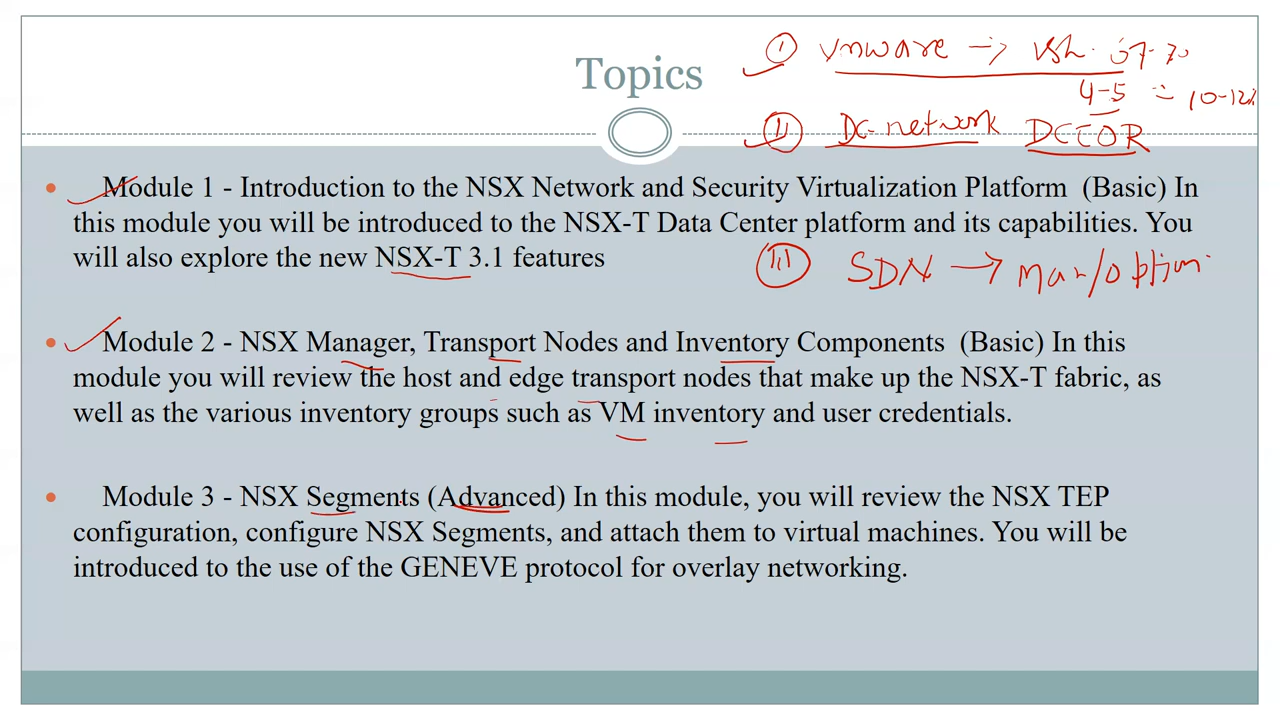 ① vmware →
Topics
4-5 = 10-12%
② DC-network DCCOR
Module 1 - Introduction to the NSX Network and Security Virtualization Platform (Basic) In
this module you will be introduced to the NSX-T Data Center platform and its capabilities. You
will also explore the new NSX-T 3.1 features
③ SDN →
Module 2 - NSX Manager, Transport Nodes and Inventory Components (Basic) In this
module you will review the host and edge transport nodes that make up the NSX-T fabric, as
well as the various inventory groups such as VM inventory and user credentials.
Module 3 - NSX Segments (Advanced) In this module, you will review the NSX TEP
configuration, configure NSX Segments, and attach them to virtual machines. You will be
introduced to the use of the GENEVE protocol for overlay networking.